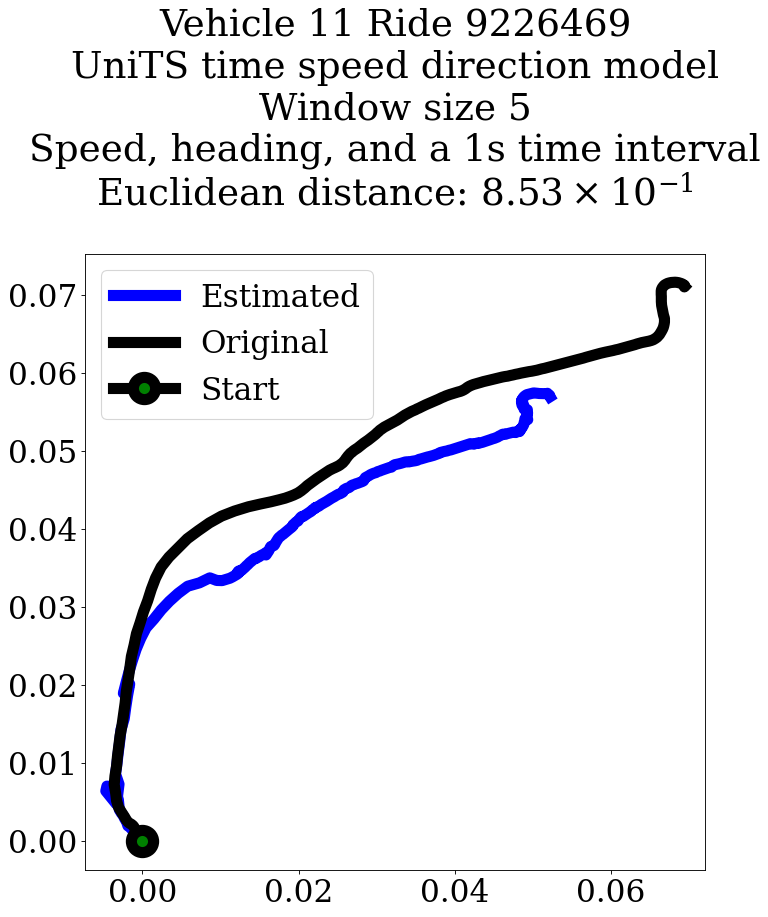 Vehicle 11 Ride 9226469
UniTS time speed direction model
Window size 5
Speed, heading, and a 1s time interval
Euclidean distance: 8.53 × 10⁻¹
Estimated
Original
Start
0.07
0.06
0.05
0.04
0.03
0.02
0.01
0.00
0.00 0.02 0.04 0.06